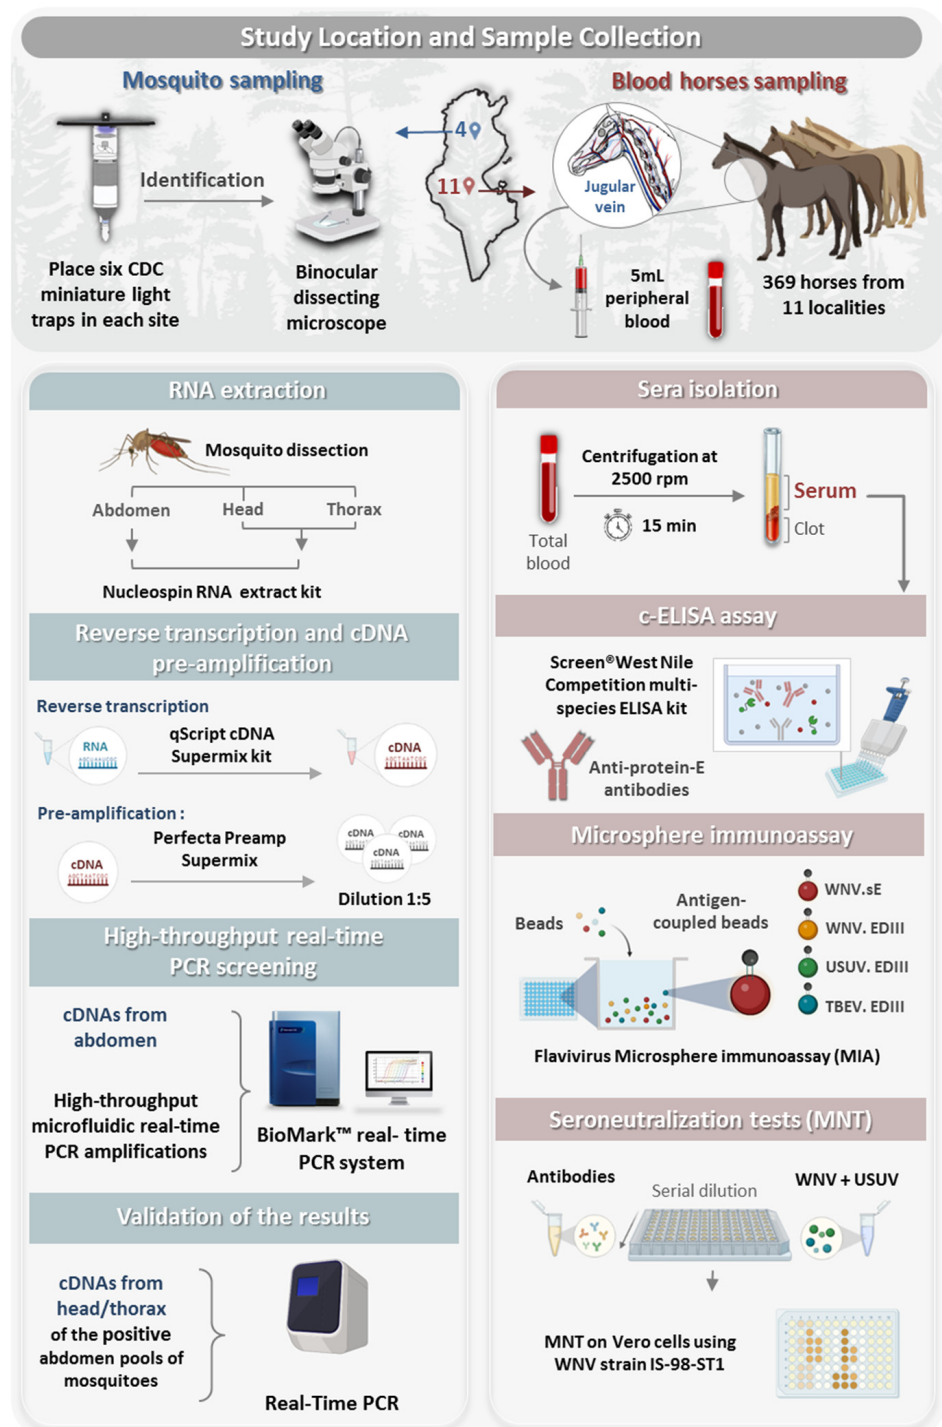 Study Location and Sample Collection
Mosquito sampling
Blood horses sampling
4
11
Identification
Jugular
vein
Place six CDC
miniature light
traps in each site
Binocular
dissecting
microscope
5mL
peripheral
blood
369 horses from
11 localities
RNA extraction
Mosquito dissection
Abdomen
Head
Thorax
Nucleospin RNA extract kit
Reverse transcription and cDNA
pre-amplification
Reverse transcription
RNA
qScript cDNA
Supermix kit
cDNA
Pre-amplification :
cDNA
Perfecta Preamp
Supermix
cDNA
cDNA
cDNA
Dilution 1:5
High-throughput real-time
PCR screening
cDNAs from
abdomen
High-throughput
microfluidic real-time
PCR amplifications
BioMark™ real- time
PCR system
Validation of the results
cDNAs from
head/thorax
of the positive
abdomen pools of
mosquitoes
Real-Time PCR
Sera isolation
Centrifugation at
2500 rpm
15 min
Total
blood
Serum
Clot
c-ELISA assay
Screen®West Nile
Competition multi-
species ELISA kit
Anti-protein-E
antibodies
Microsphere immunoassay
Beads
Antigen-
coupled beads
WNV.sE
WNV. EDIII
USUV. EDIII
TBEV. EDIII
Flavivirus Microsphere immunoassay (MIA)
Seroneutralization tests (MNT)
Antibodies
Serial dilution
WNV + USUV
MNT on Vero cells using
WNV strain IS-98-ST1